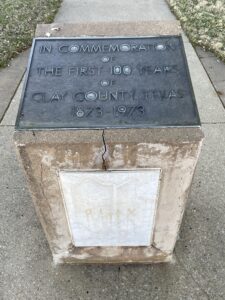 IN COMMEMORATION
OF
THE FIRST 100 YEARS
OF
CLAY COUNTY, TEXAS
1873-1973